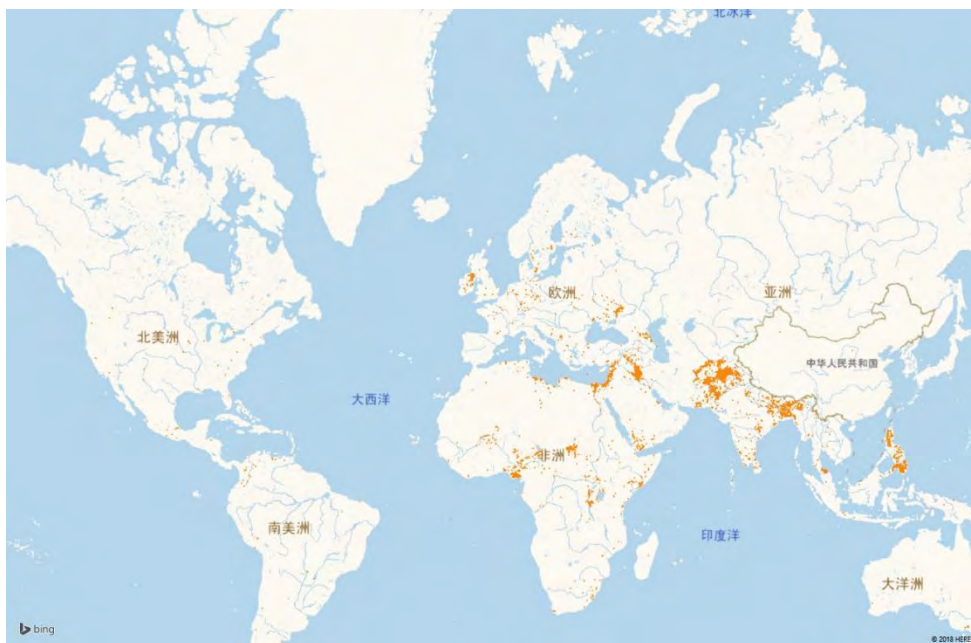 北冰洋
欧洲
亚洲
北美洲
中华人民共和国
大西洋
非洲
南美洲
印度洋
大洋洲
bing
© 2018 HERE